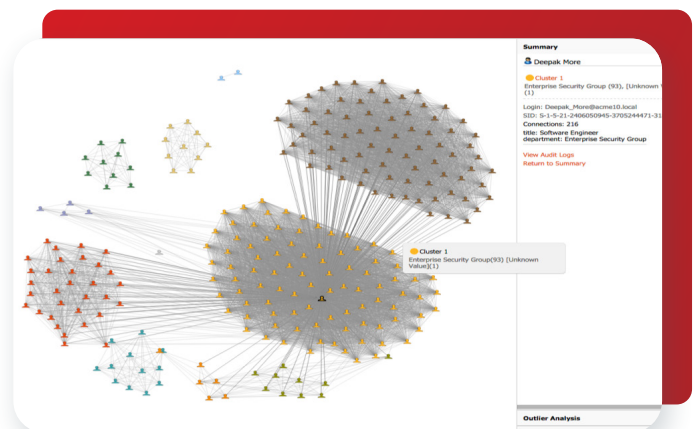 Summary
Deepak More
Cluster 1
Enterprise Security Group (93), [Unknown
(1)
Login: Deepak_More@acme10.local
SID: S-1-5-21-2406050945-3705244471-31
Connections: 216
title: Software Engineer
department: Enterprise Security Group
View Audit Logs
Return to Summary
Cluster 1
Enterprise Security Group(93) [Unknown
Value](1)
Outlier Analysis